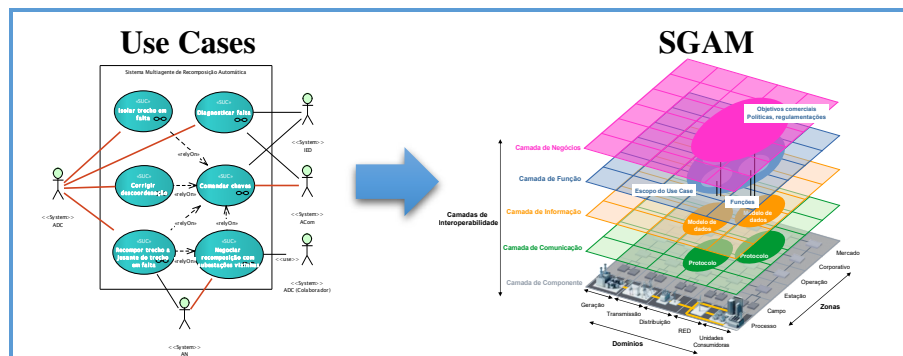 Use Cases
Sistema Multiagente de Recomposição Automática
«SUC»
Isolar trecho em
falta
«SUC»
Diagnosticar falta
<<System>>
IED
«relyOn»
«SUC»
Corrigir
descoordenação
«relyOn»
«SUC»
Comandar chaves
<<System>>
ADC
<<System>>
ACom
«relyOn»
«relyOn»
«SUC»
Recompor trecho a
jusante do trecho
em falta
«relyOn»
«SUC»
Negociar
recomposição com
subestações vizinhas
«use»
<<System>>
ADC (Colaborador)
<<System>>
AN
SGAM
Objetivos comerciais
Políticas, regulamentações
Camada de Negócios
Camada de Função
Escopo do Use Case
Funções
Camadas de
Interoperabilidade
Camada de Informação
Modelo de
dados
Modelo de
dados
Camada de Comunicação
Protocolo
Protocolo
Camada de Componente
Mercado
Corporativo
Operação
Estação
Campo
Processo
Zonas
Geração
Transmissão
Distribuição
RED
Unidades
Consumidoras
Domínios